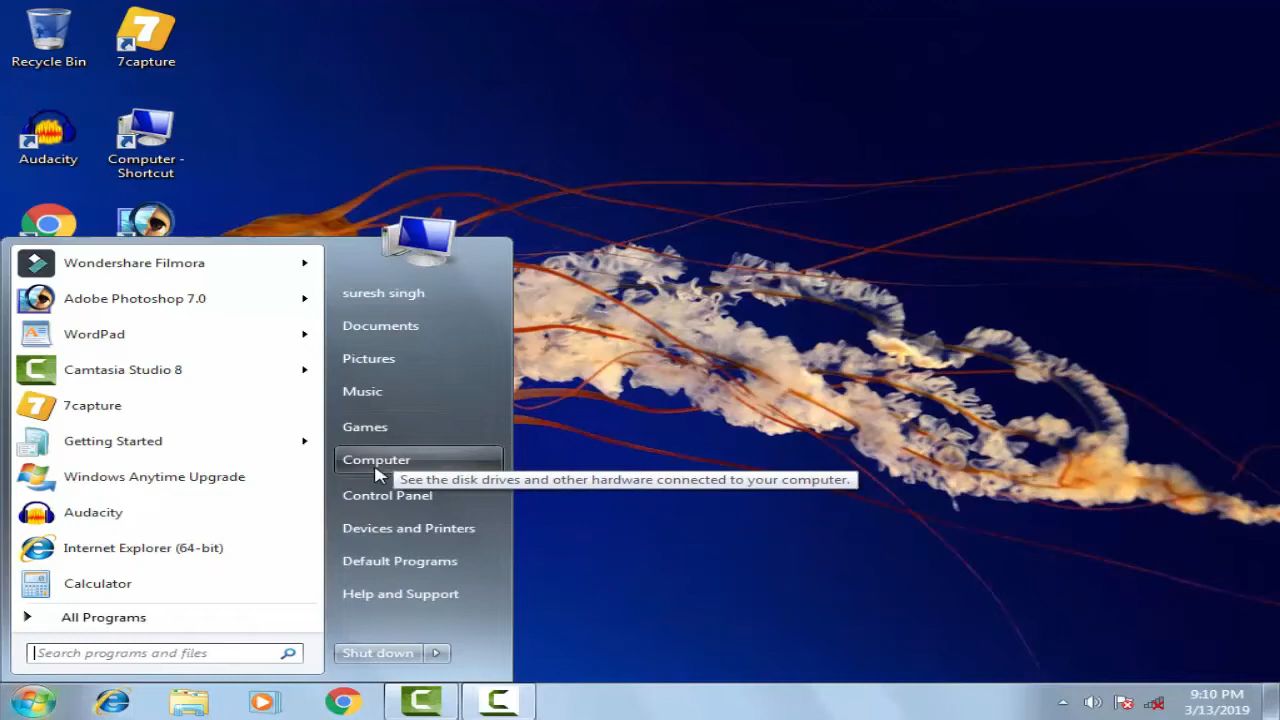 Recycle Bin
7capture
Audacity
Computer -
Shortcut
Wondershare Filmora
Adobe Photoshop 7.0
WordPad
Camtasia Studio 8
7capture
Getting Started
Windows Anytime Upgrade
Audacity
Internet Explorer (64-bit)
Calculator
All Programs
Search programs and files
suresh singh
Documents
Pictures
Music
Games
Computer
See the disk drives and other hardware connected to your computer.
Control Panel
Devices and Printers
Default Programs
Help and Support
Shut down
9:10 PM
3/13/2019